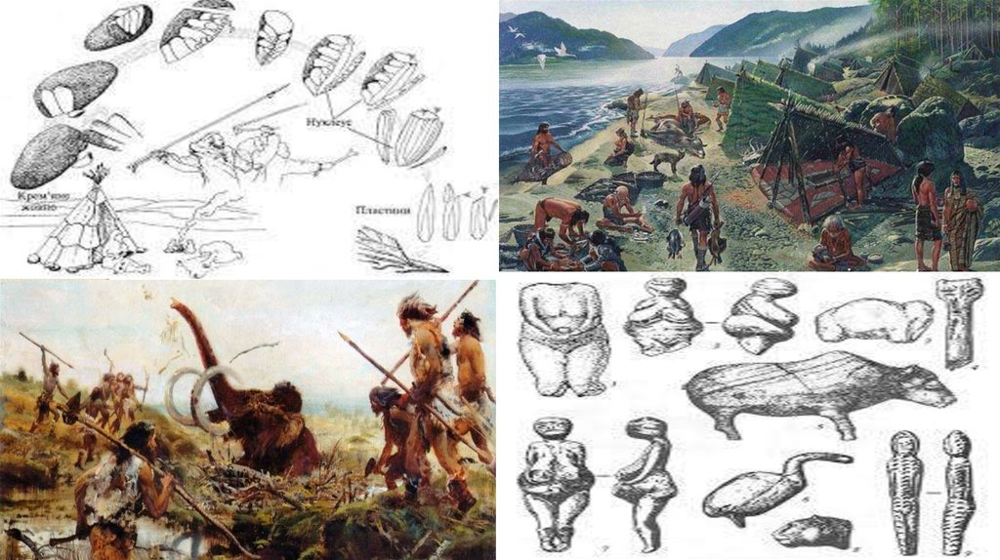 Нуклеус
Крем'яне
жовно
Пластини